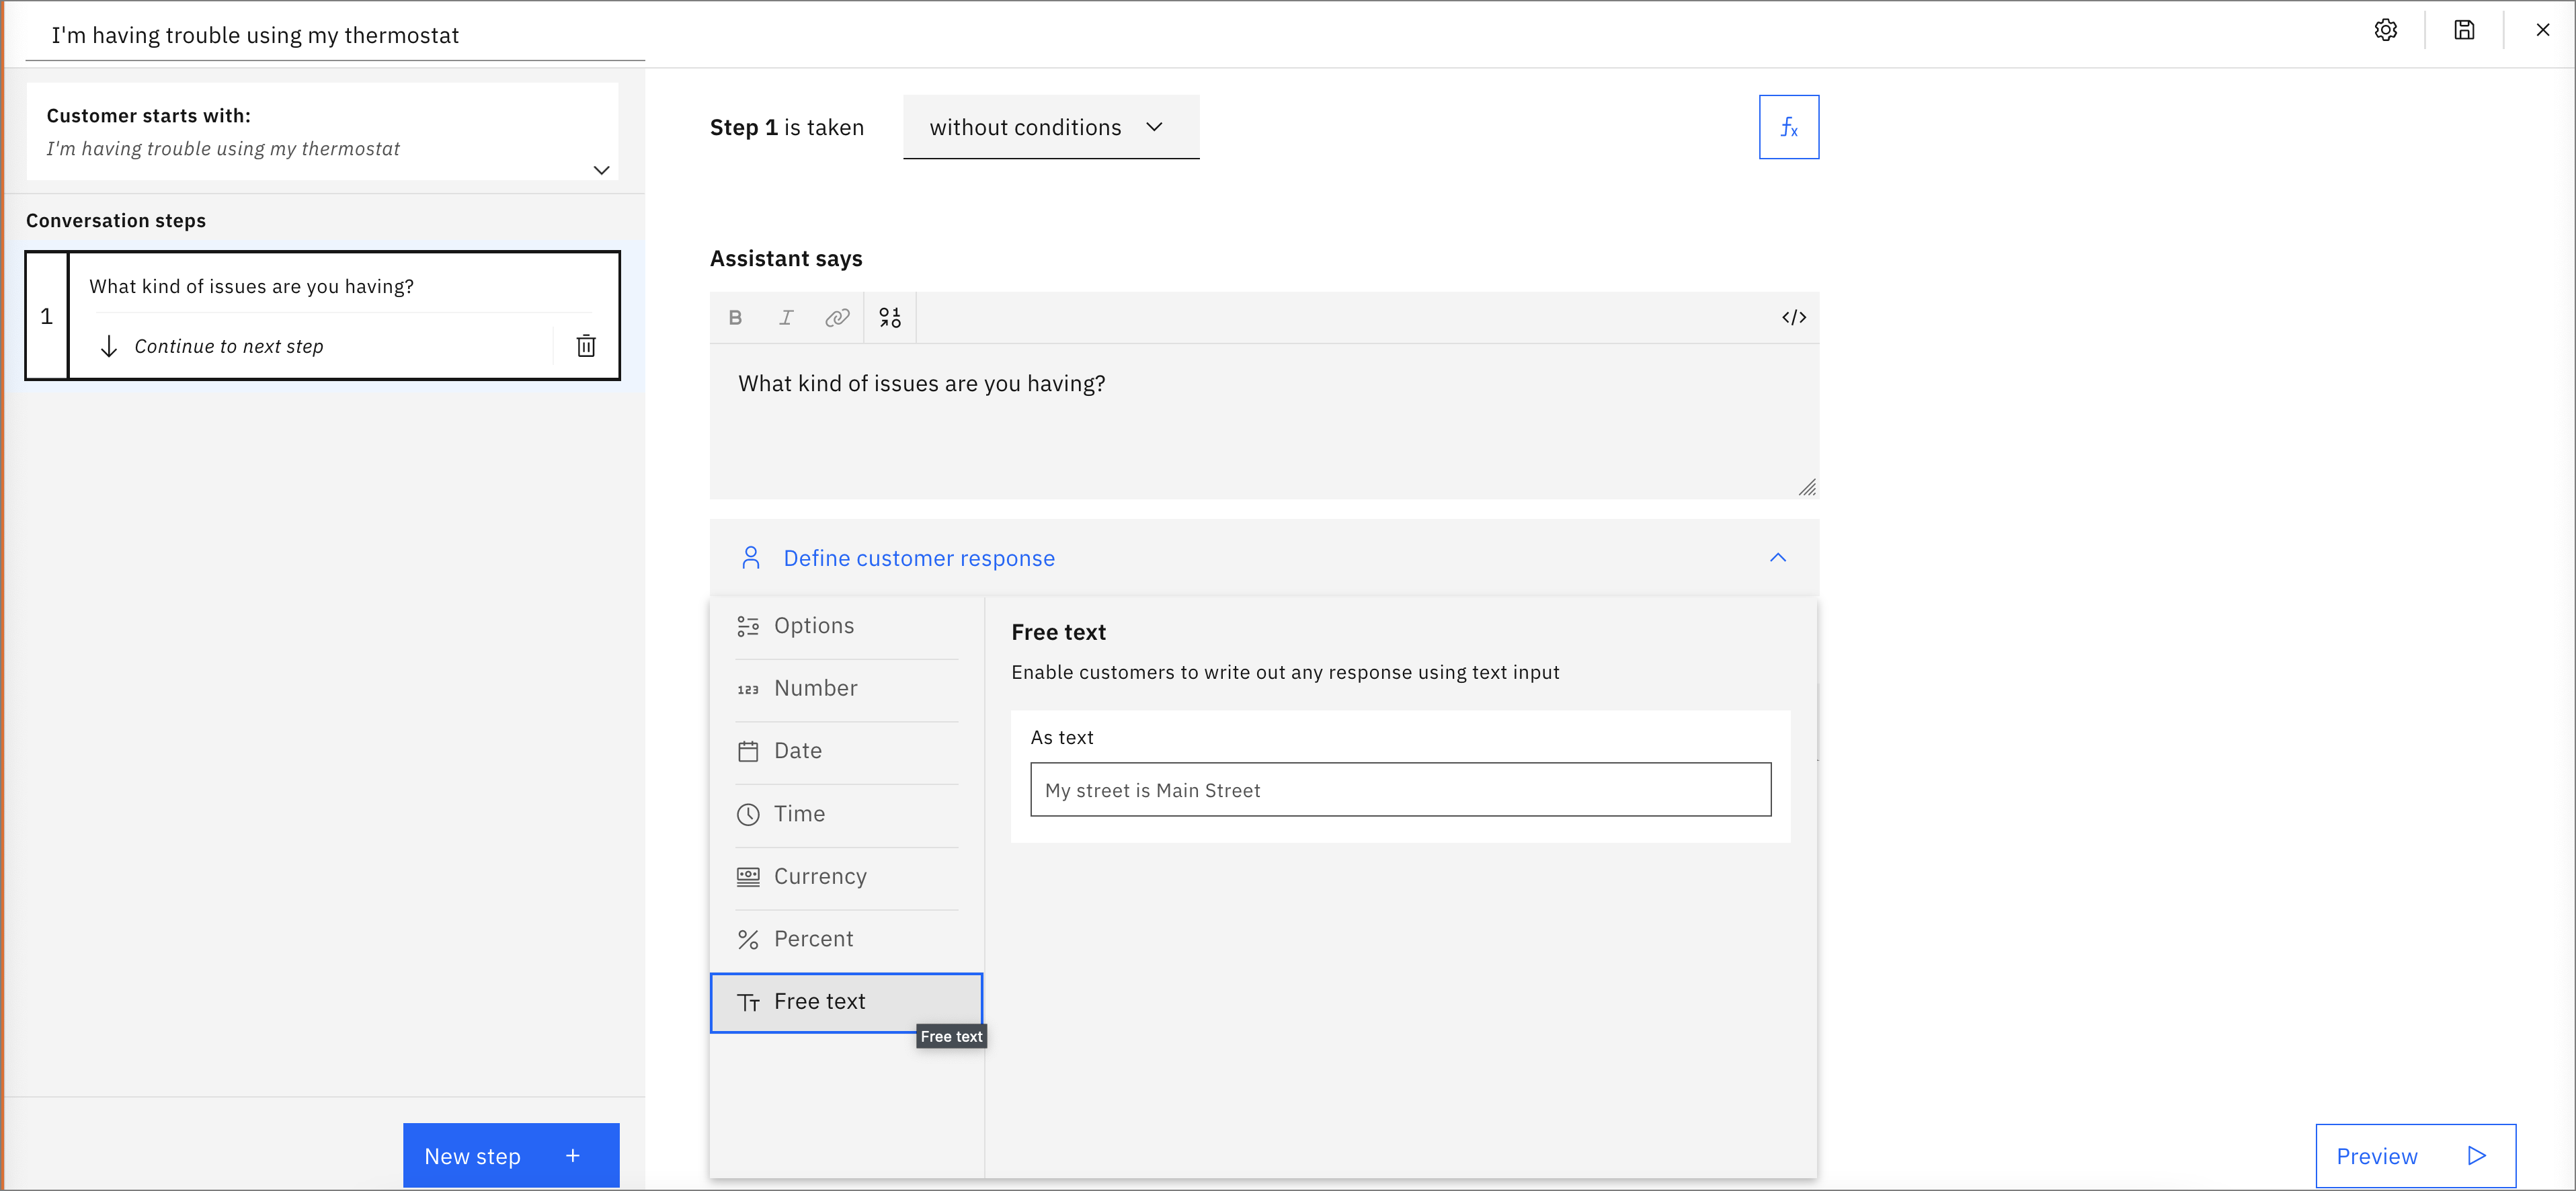 I'm having trouble using my thermostat
Customer starts with:
I'm having trouble using my thermostat
Conversation steps
1
What kind of issues are you having?
Continue to next step
New step +
Step 1 is taken without conditions
fx
Assistant says
B I </>
What kind of issues are you having?
Define customer response
Options
123 Number
Date
Time
Currency
% Percent
TT Free text
Free text
Free text
Enable customers to write out any response using text input
As text
My street is Main Street
Preview